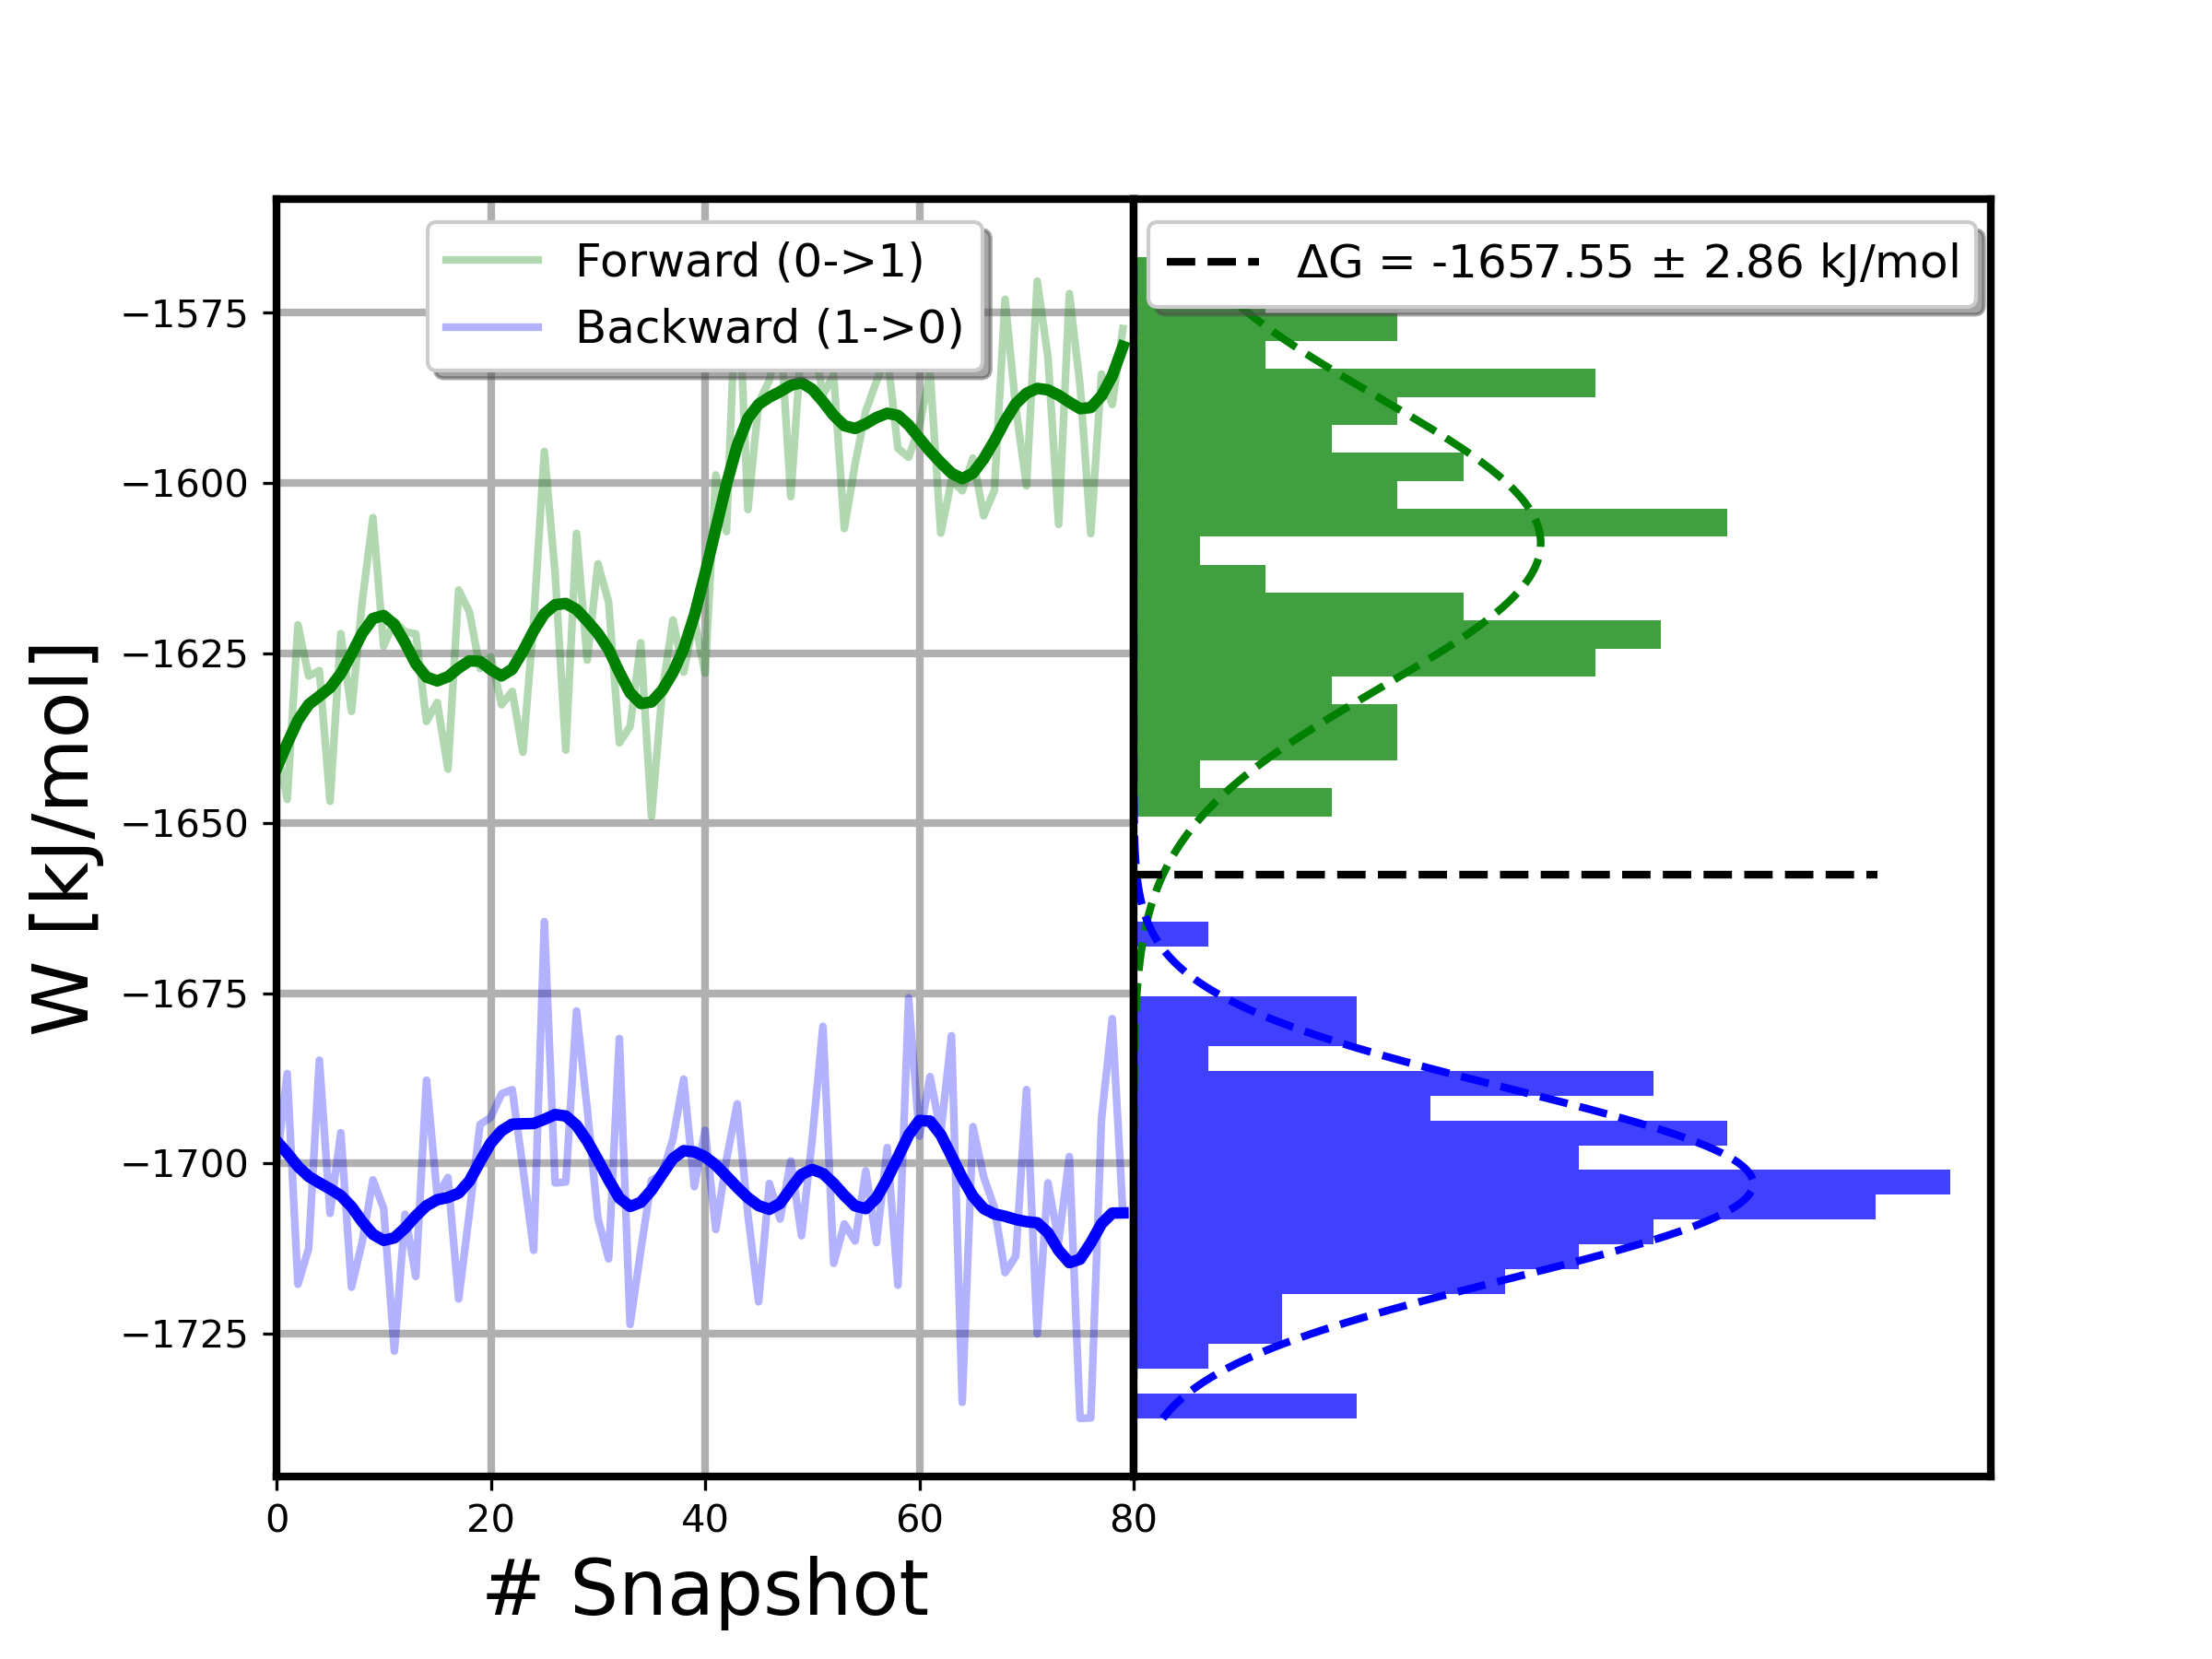 Forward (0->1)
Backward (1->0)
ΔG = -1657.55 ± 2.86 kJ/mol
W [kJ/mol]
−1575
−1600
−1625
−1650
−1675
−1700
−1725
0 20 40 60 80
# Snapshot